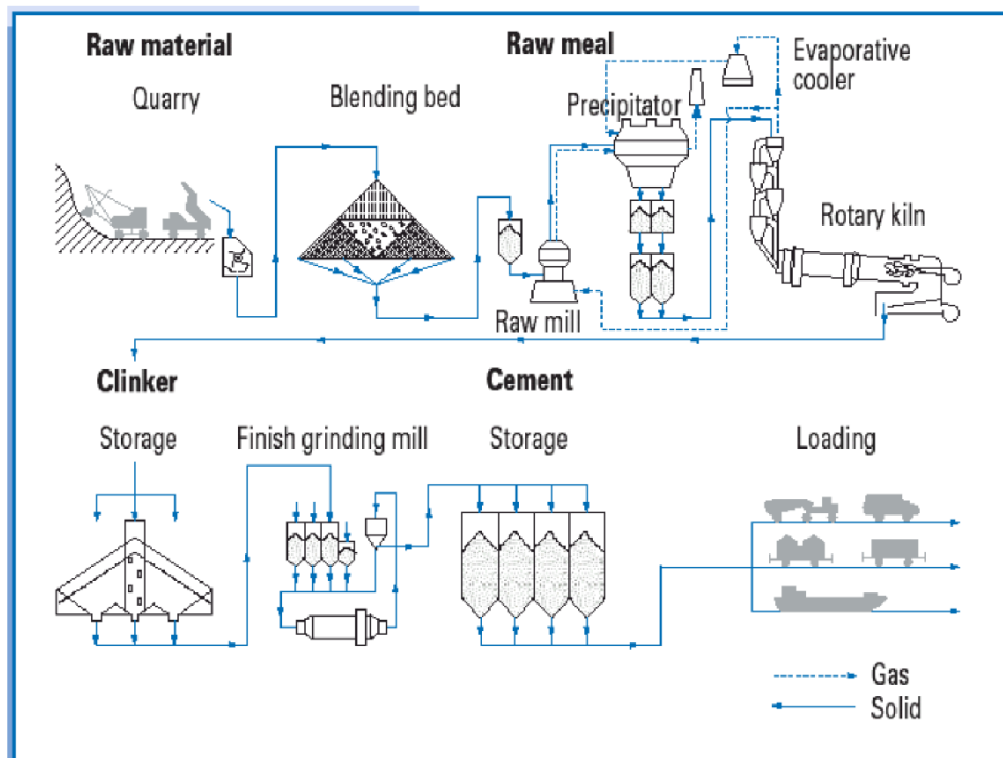 Raw material
Raw meal
Evaporative
cooler
Quarry
Blending bed
Precipitator
Rotary kiln
Raw mill
Clinker
Cement
Storage
Finish grinding mill
Storage
Loading
Gas
Solid